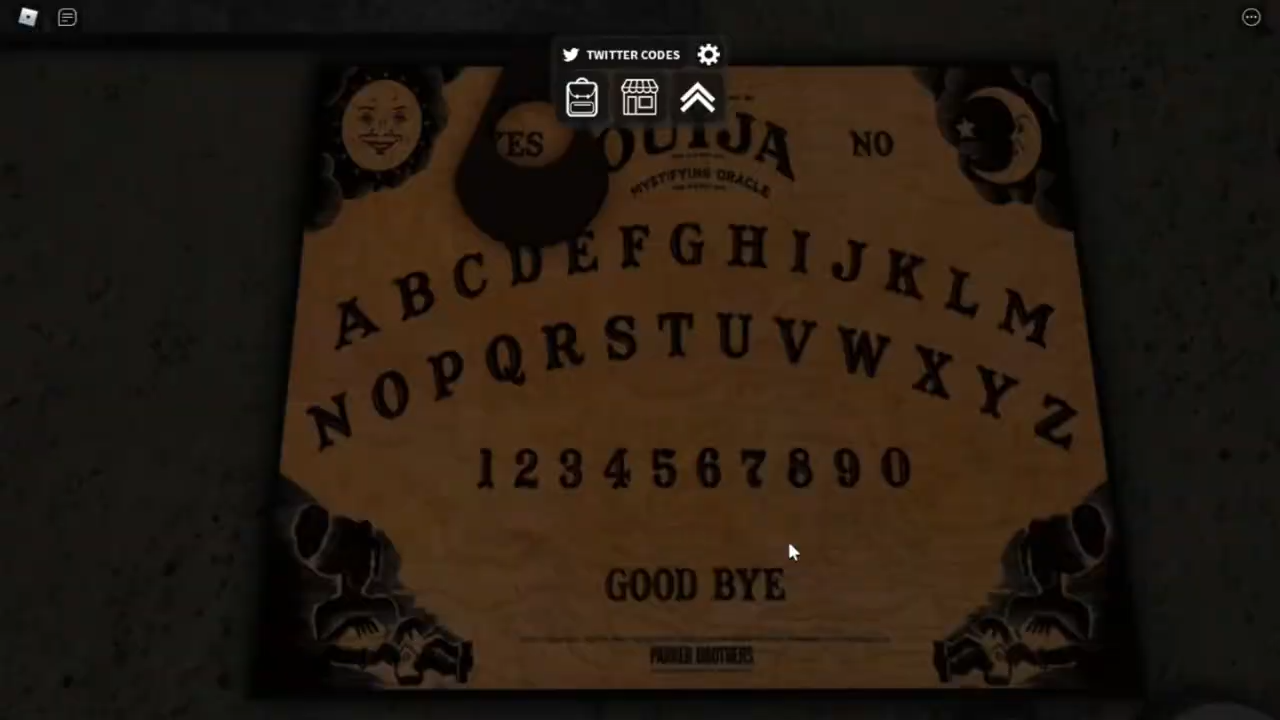 TWITTER CODES
YES
OUIJA
NO
MYSTIFYING ORACLE
A B C D E F G H I J K L M
N O P Q R S T U V W X Y Z
1 2 3 4 5 6 7 8 9 0
GOOD BYE
PARKER BROTHERS